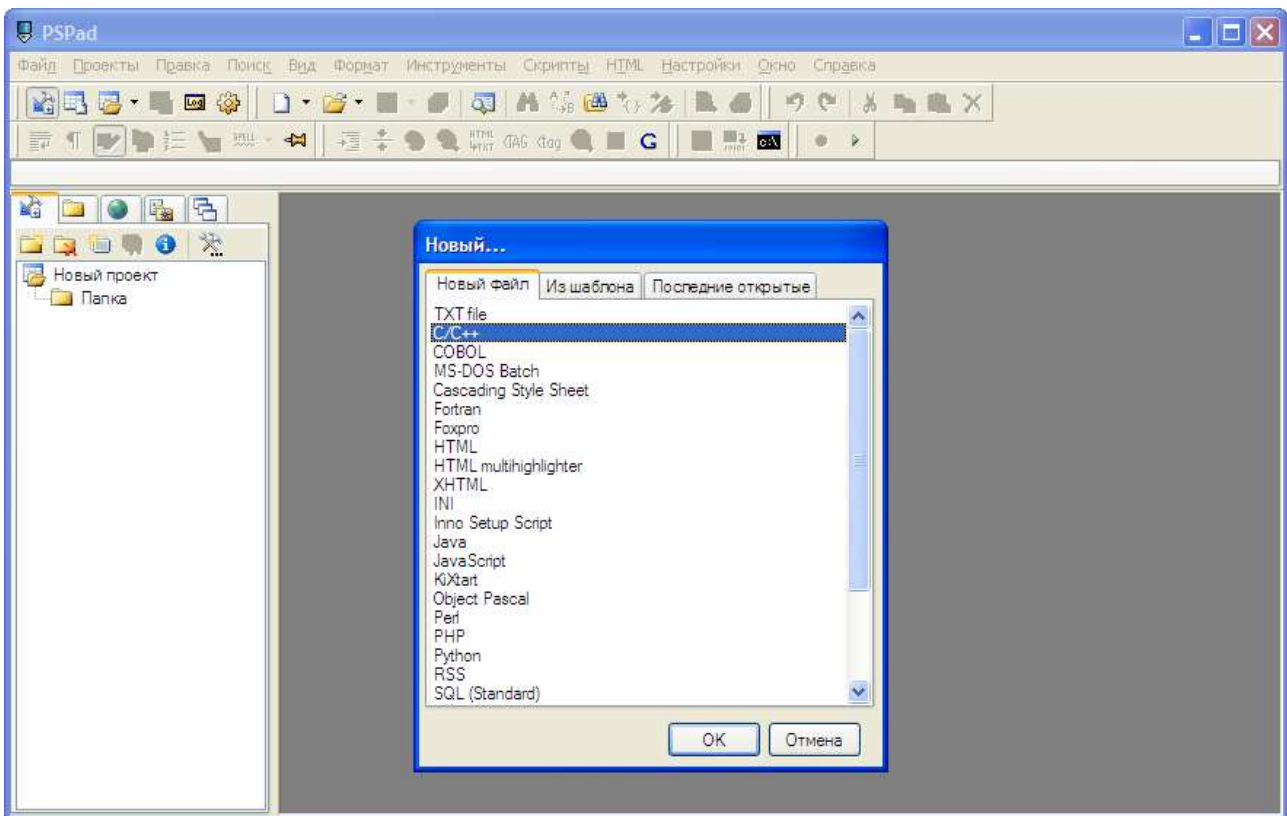 PSPad
Файл Проекты Правка Поиск Вид Формат Инструменты Скрипты HTML Настройки Окно Справка
Новый...
Новый файл Из шаблона Последние открытые
Новый проект
Папка
TXT file
C/C++
COBOL
MS-DOS Batch
Cascading Style Sheet
Fortran
Foxpro
HTML
HTML multihighlighter
XHTML
INI
Inno Setup Script
Java
JavaScript
KiXtart
Object Pascal
Perl
PHP
Python
RSS
SQL (Standard)
OK Отмена